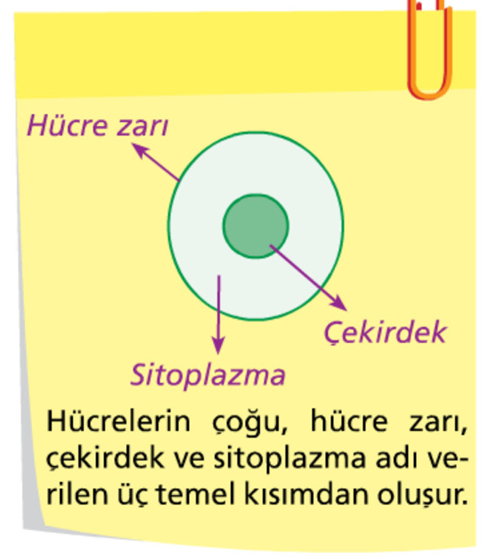 Hücre zarı
Çekirdek
Sitoplazma
Hücrelerin çoğu, hücre zarı,
çekirdek ve sitoplazma adı ve-
rilen üç temel kısımdan oluşur.